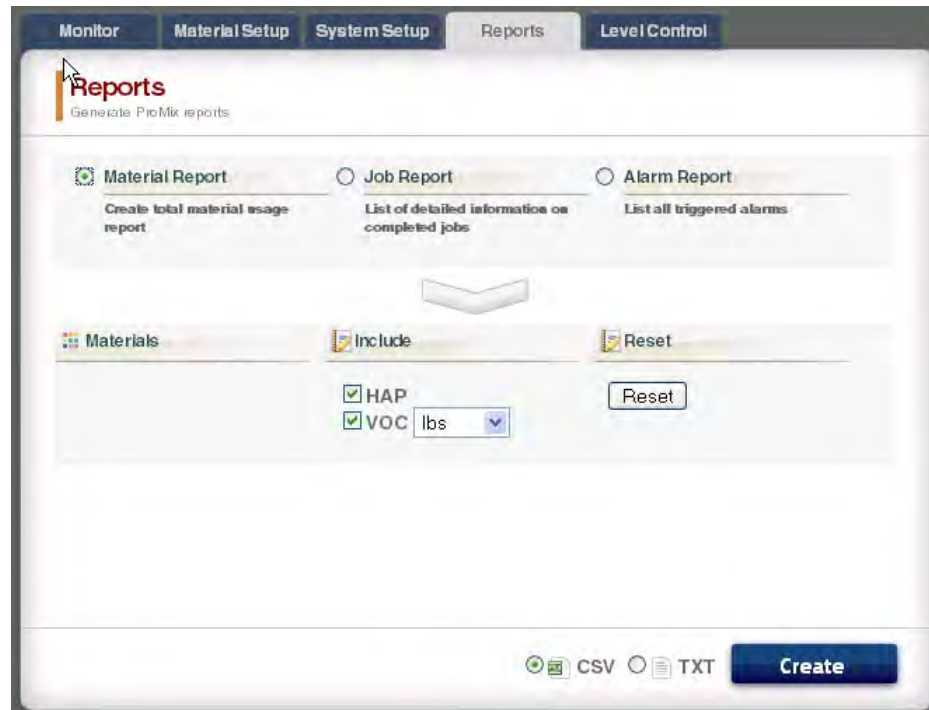 Monitor Material Setup System Setup Reports Level Control
Reports
Generate ProMix reports
Material Report
Create total material usage
report
Job Report
List of detailed information on
completed jobs
Alarm Report
List all triggered alarms
Materials
Include
HAP
VOC lbs
Reset
Reset
CSV TXT Create